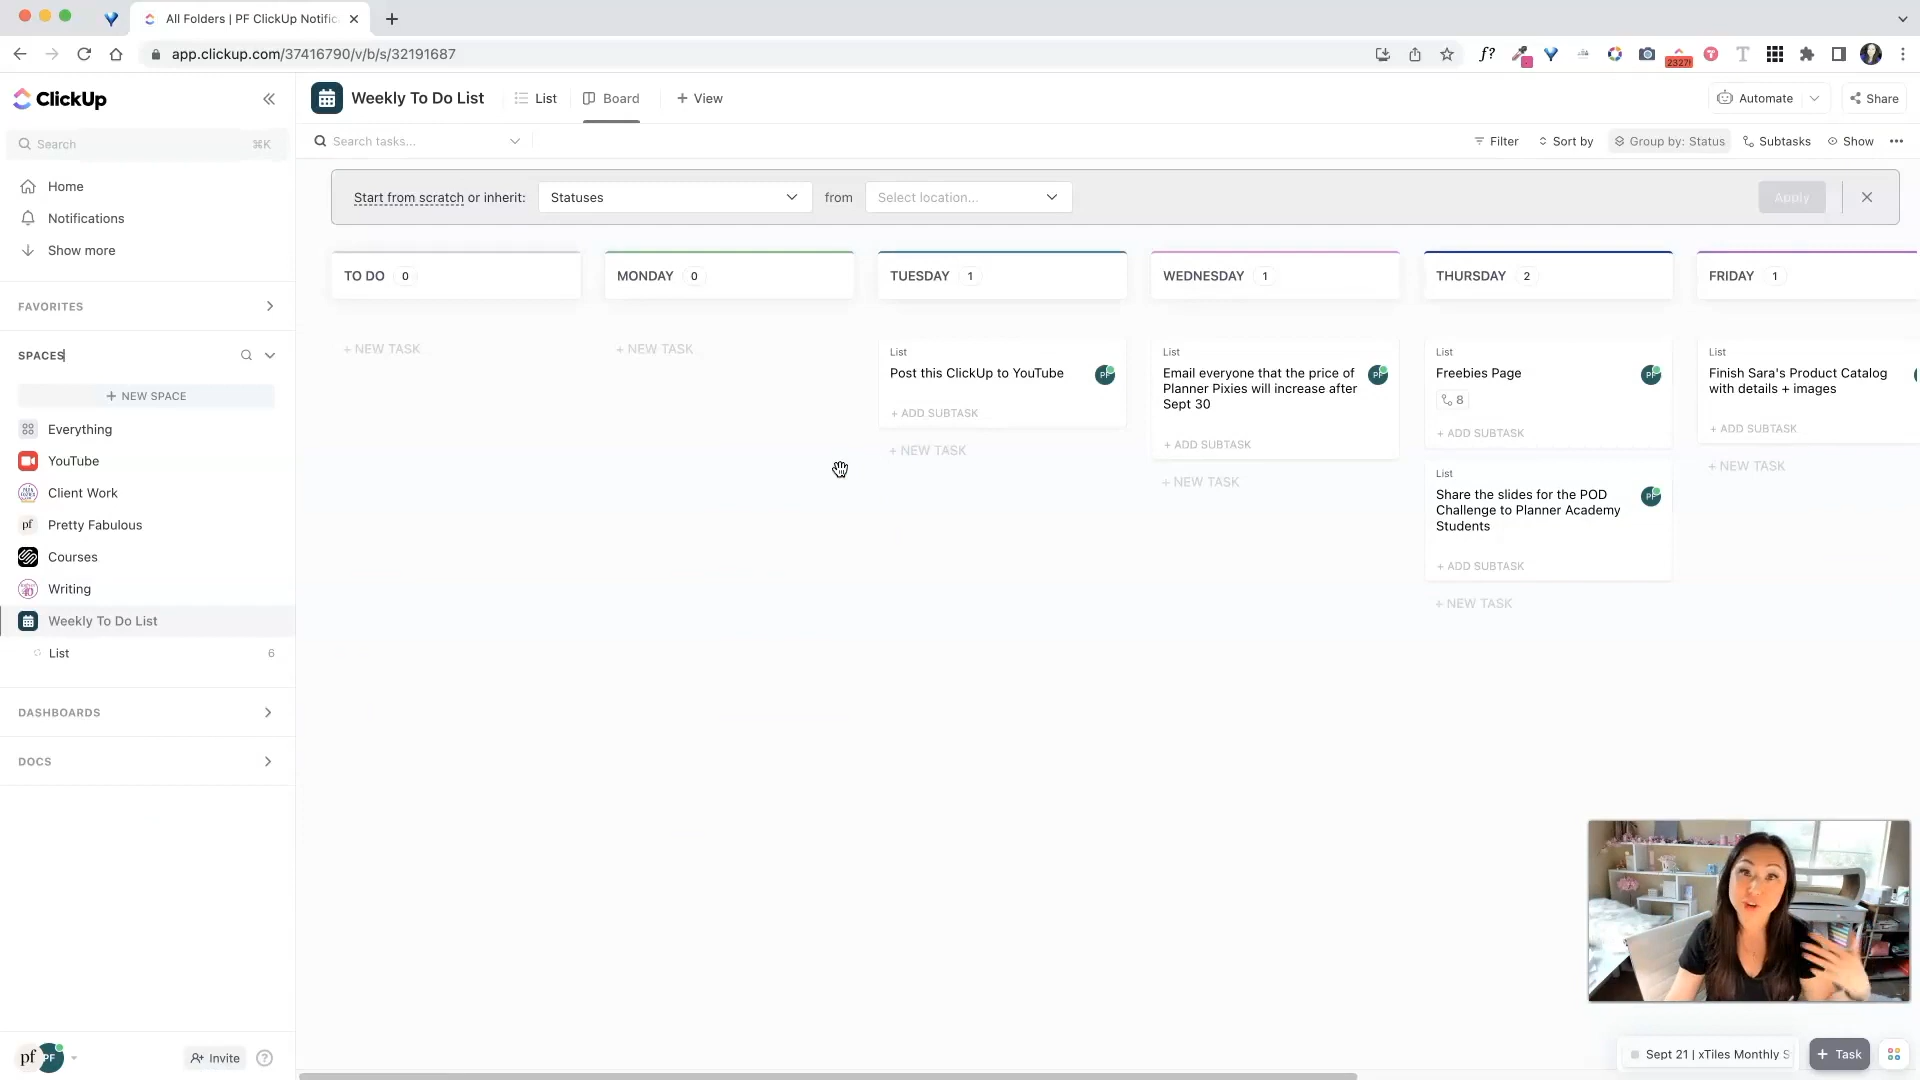 All Folders | PF ClickUp Notific
app.clickup.com/37416790/v/b/s/32191687
f?
2327!
T
T
ClickUp
Search
⌘K
Home
Notifications
Show more
FAVORITES
SPACES
+ NEW SPACE
Everything
YouTube
Client Work
pf
Pretty Fabulous
Courses
Writing
Weekly To Do List
List
6
DASHBOARDS
DOCS
pf
PF
Invite
?
Weekly To Do List
List
Board
+ View
Automate
Share
Search tasks...
Filter
Sort by
Group by: Status
Subtasks
Show
Start from scratch or inherit:
Statuses
from
Select location...
Apply
TO DO 0
+ NEW TASK
MONDAY 0
+ NEW TASK
TUESDAY 1
List
Post this ClickUp to YouTube
PF
+ ADD SUBTASK
+ NEW TASK
WEDNESDAY 1
List
Email everyone that the price of
Planner Pixies will increase after
Sept 30
PF
+ ADD SUBTASK
+ NEW TASK
THURSDAY 2
List
Freebies Page
PF
8
+ ADD SUBTASK
List
Share the slides for the POD
Challenge to Planner Academy
Students
PF
+ ADD SUBTASK
+ NEW TASK
FRIDAY 1
List
Finish Sara's Product Catalog
with details + images
+ ADD SUBTASK
+ NEW TASK
Sept 21 | xTiles Monthly S
+ Task